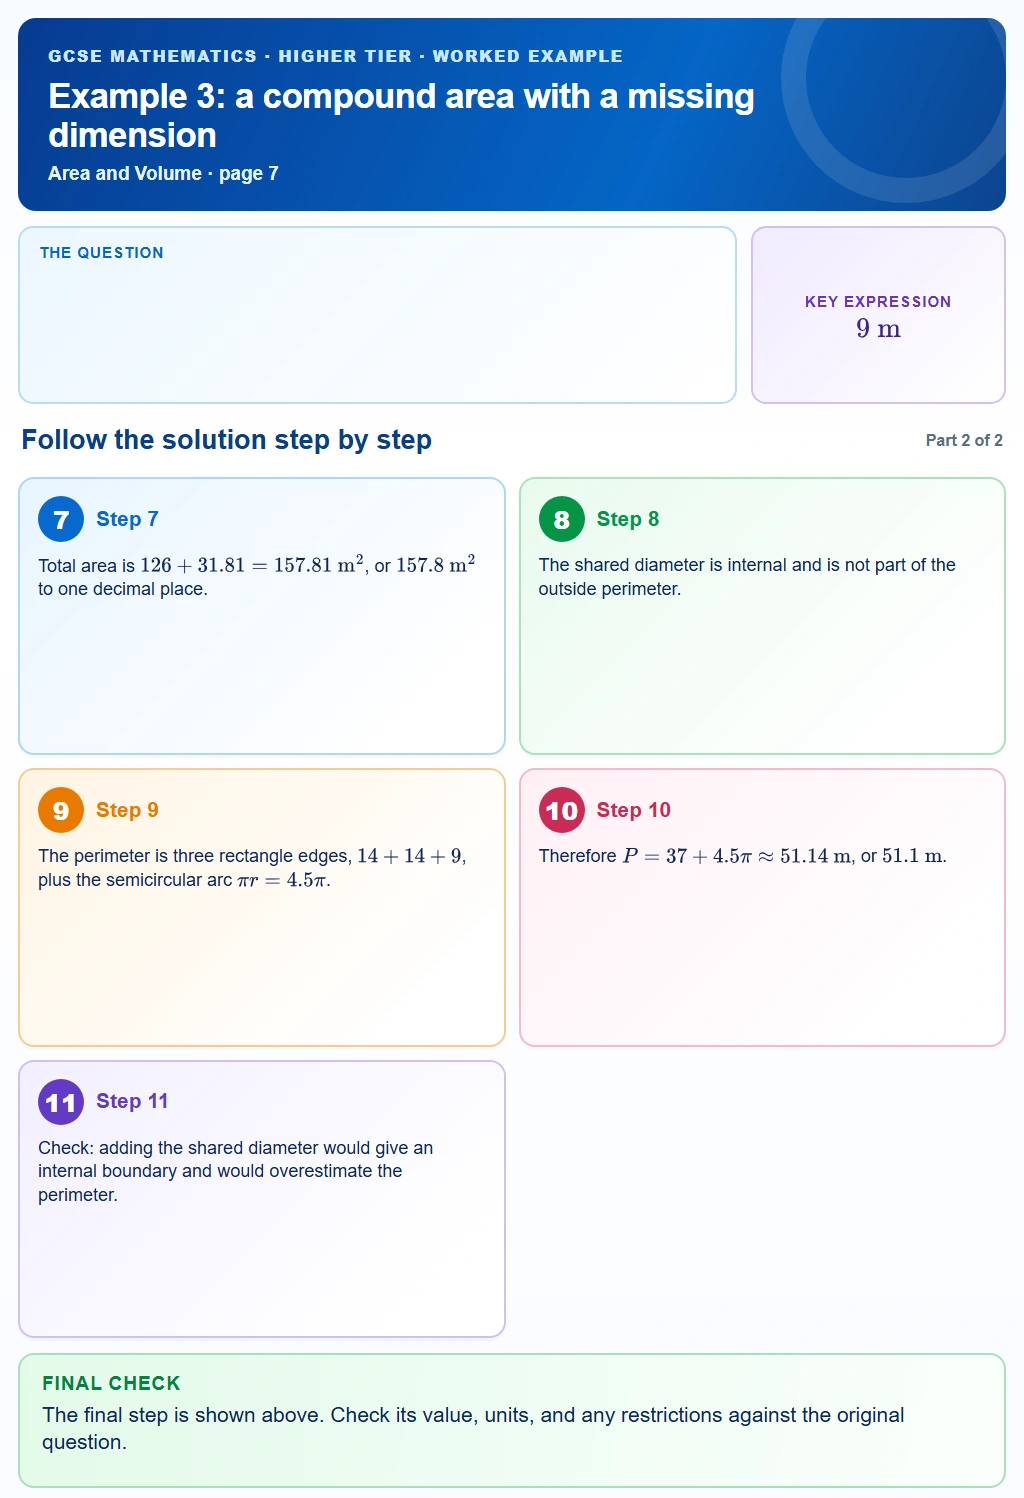 GCSE MATHEMATICS · HIGHER TIER · WORKED EXAMPLE
Example 3: a compound area with a missing
dimension
Area and Volume · page 7
THE QUESTION
KEY EXPRESSION
9 m
Follow the solution step by step
Part 2 of 2
7 Step 7
Total area is 126 + 31.81 = 157.81 m², or 157.8 m²
to one decimal place.
8 Step 8
The shared diameter is internal and is not part of the
outside perimeter.
9 Step 9
The perimeter is three rectangle edges, 14 + 14 + 9,
plus the semicircular arc πr = 4.5π.
10 Step 10
Therefore P = 37 + 4.5π ≈ 51.14 m, or 51.1 m.
11 Step 11
Check: adding the shared diameter would give an
internal boundary and would overestimate the
perimeter.
FINAL CHECK
The final step is shown above. Check its value, units, and any restrictions against the original
question.